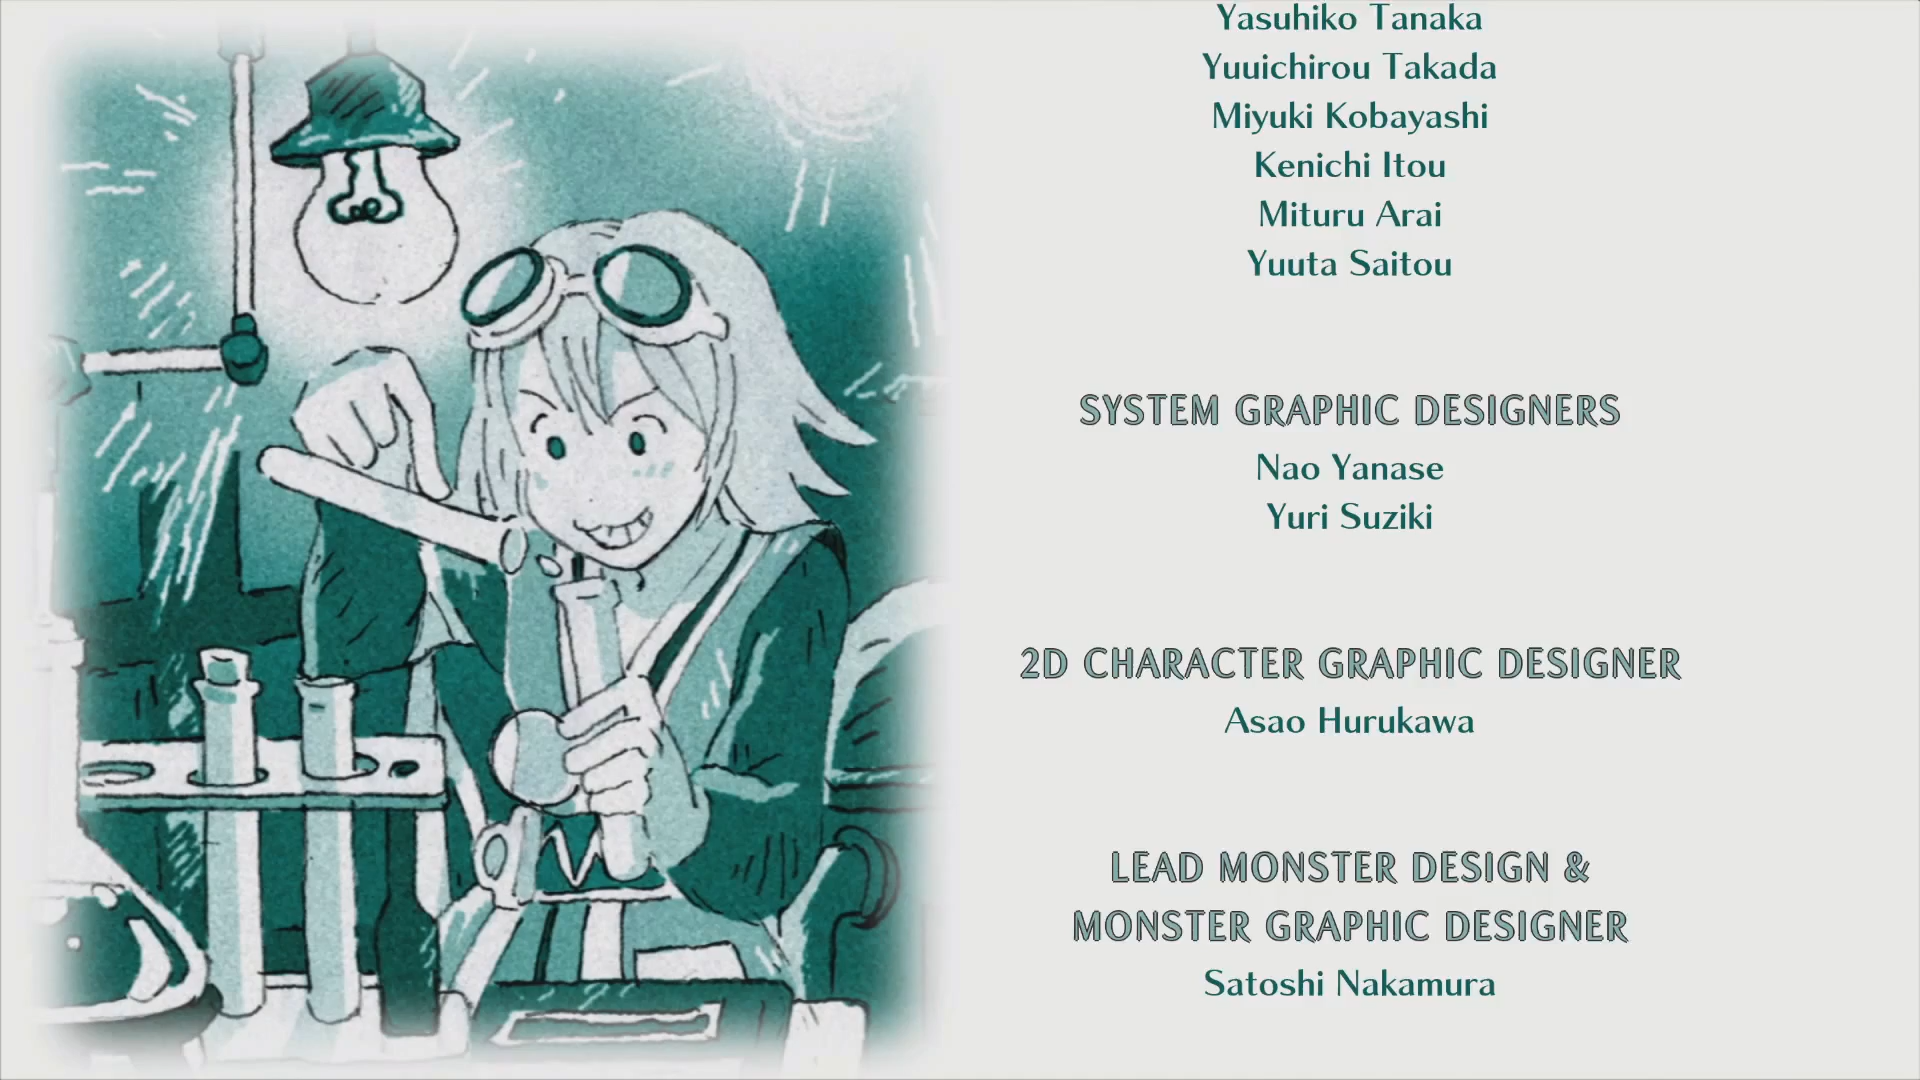 Yasuhiko Tanaka
Yuuichirou Takada
Miyuki Kobayashi
Kenichi Itou
Mituru Arai
Yuuta Saitou
SYSTEM GRAPHIC DESIGNERS
Nao Yanase
Yuri Suziki
2D CHARACTER GRAPHIC DESIGNER
Asao Hurukawa
LEAD MONSTER DESIGN &
MONSTER GRAPHIC DESIGNER
Satoshi Nakamura